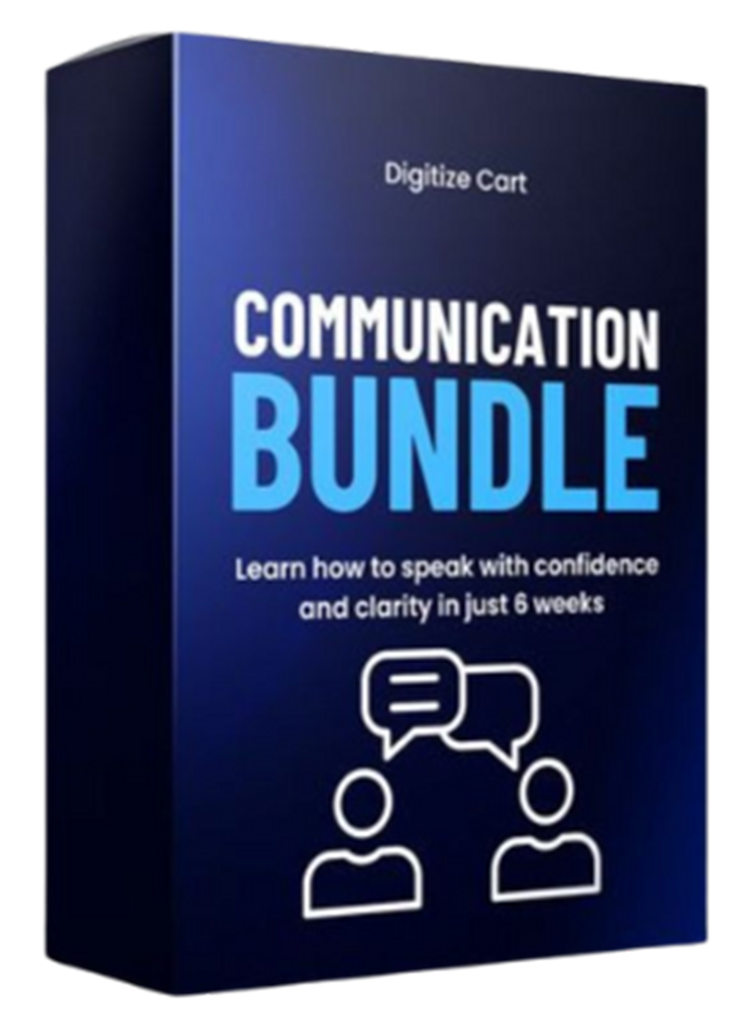 Digitize Cart
COMMUNICATION
BUNDLE
Learn how to speak with confidence
and clarity in just 6 weeks